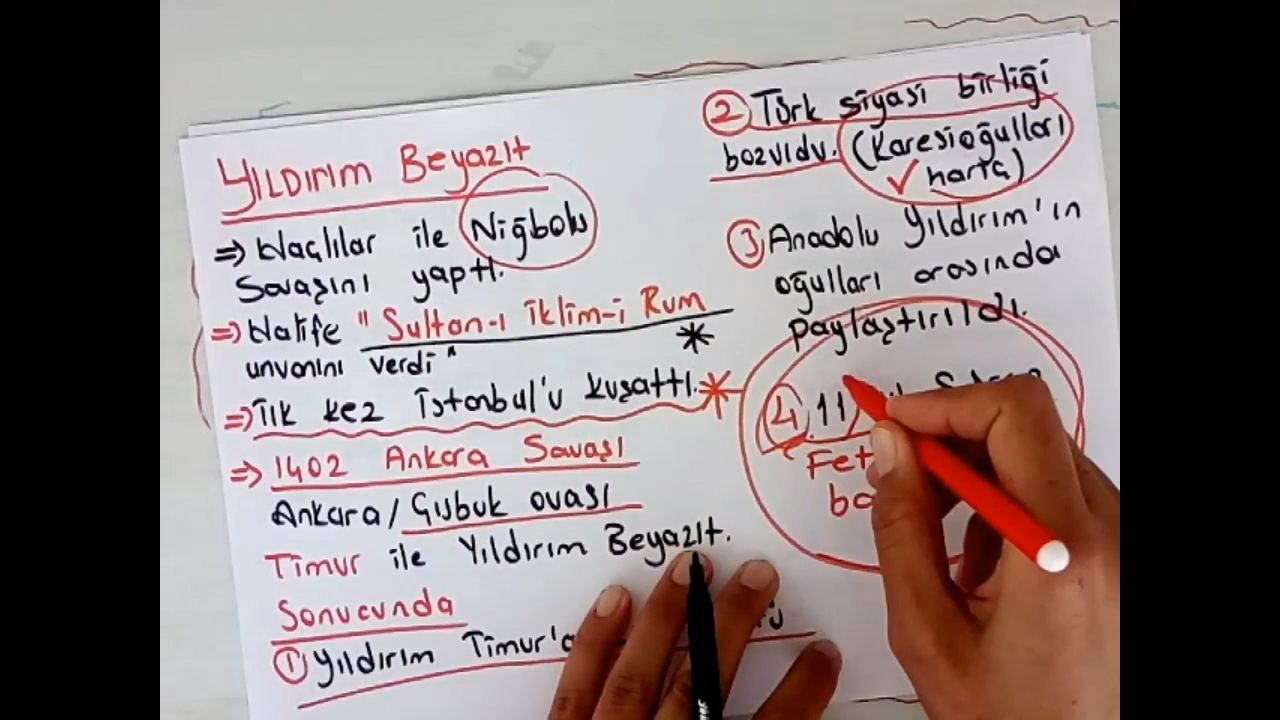 Yıldırım Beyazıt
⇒ Haçlılar ile Niğbolu
Savaşını yaptı.
⇒ Halife "Sultan-ı İklim-i Rum
unvanını verdi"
⇒ İlk kez İstanbul'u kuşattı.
⇒ 1402 Ankara Savaşı
Ankara / Çubuk ovası
Timur ile Yıldırım Beyazıt.
Sonucunda
① Yıldırım Timur'a
② Türk siyasi birliği
bozuldu. (Karesioğulları
hariç)
③ Anadolu Yıldırım'ın
oğulları arasında
paylaştırıldı.
④ 11
Fet